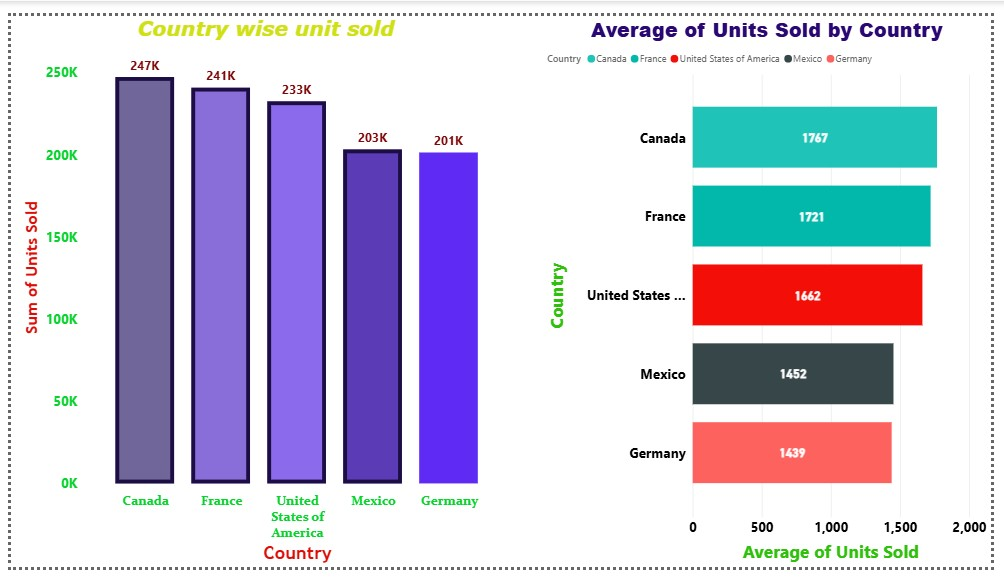 Country wise unit sold
250K
200K
150K
100K
50K
0K
Sum of Units Sold
247K
241K
233K
203K
201K
Canada
France
United
States of
America
Mexico
Germany
Country
Average of Units Sold by Country
Country Canada France United States of America Mexico Germany
Country
Canada
1767
France
1721
United States ...
1662
Mexico
1452
Germany
1439
0 500 1,000 1,500 2,000
Average of Units Sold